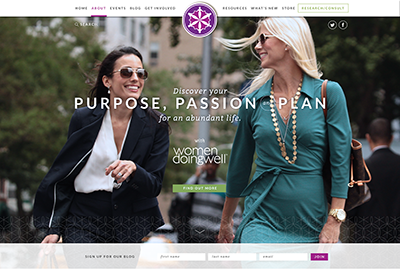 HOME ABOUT EVENTS BLOG GET INVOLVED RESOURCES WHAT'S NEW STORE RESEARCH/CONSULT
SEARCH
Discover your
PURPOSE, PASSION & PLAN
for an abundant life.
with
women
doingwell
FIND OUT MORE
SIGN UP FOR OUR BLOG first name last name email JOIN